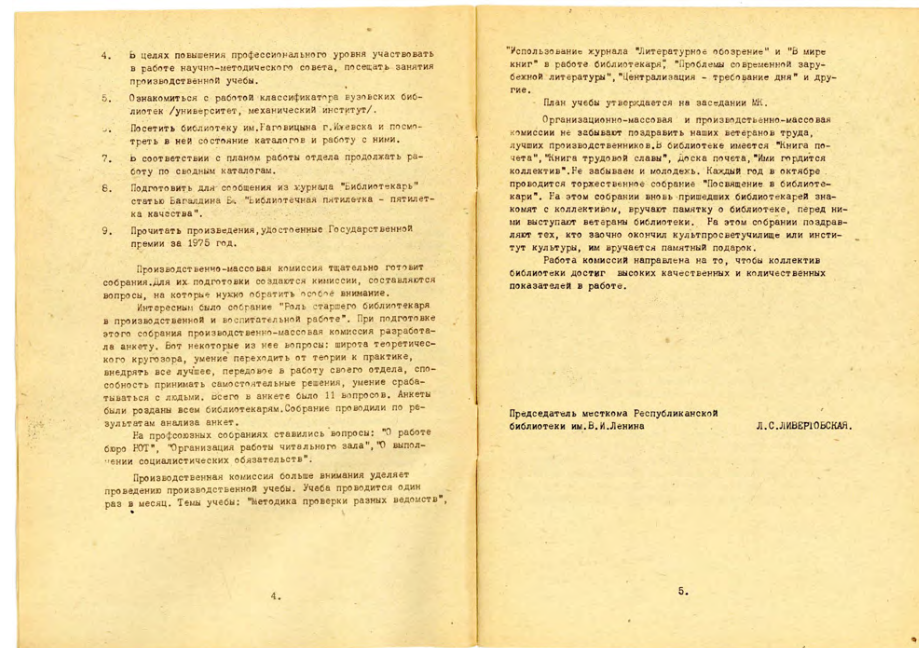 4. В целях повышения профессионального уровня участвовать
в работе научно-методического совета, посещать занятия
производственной учебы.
5. Ознакомиться с работой классификатора вузовских биб-
лиотек /университет, механический институт/.
Посетить библиотеку им. г.Ижевска и посмо-
треть в ней состояние каталогов и работу с ними.
7. В соответствии с планом работы отдела продолжать ра-
боту по сводным каталогам.
8. Подготовить для сообщения из журнала "Библиотекарь"
статью "Библиотечная пятилетка - пятилет-
ка качества".
9. Прочитать произведения,удостоенные Государственной
премии за 1975 год.
Производственно-массовая комиссия тщательно готовит
собрания.Для их подготовки создаются кимиссии, составляются
вопросы, на которые нужно обратить особое внимание.
Интересным было собрание "Роль старшего библиотекаря
в производственной и воспитательной работе". При подготовке
этого собрания производственно-массовая комиссия разработа-
ла анкету. Вот некоторые из нее вопросы: широта теоретичес-
кого кругозора, умение переходить от теории к практике,
внедрять все лучшее, передовое в работу своего отдела, спо-
собность принимать самостоятельные решения, умение сраба-
тываться с людьми. Всего в анкете было 11 вопросов. Анкеты
были розданы всем библиотекарям.Собрание проводили по ре-
зультатам анализа анкет.
На профсоюзных собраниях ставились вопросы: "О работе
бюро НОТ", "Организация работы читального зала","О выпол-
нении социалистических обязательств".
Производственная комиссия больше внимания уделяет
проведению производственной учебы. Учеба проводится один
раз в месяц. Темы учебы: "Методика проверки разных ведомств",
4.
"Использование журнала "Литературное обозрение" и "В мире
книг" в работе библиотекаря", "Проблемы современной зару-
бежной литературы","Централизация - требование дня" и дру-
гие.
План учебы утверждается на заседании МК.
Организационно-массовая и производственно-массовая
комиссии не забывают поздравить наших ветеранов труда,
лучших производственников.В библиотеке имеется "Книга по-
чета","Книга трудовой славы", Доска почета,"Ими гордится
коллектив".Не забываем и молодежь. Каждый год в октябре
проводится торжественное собрание "Посвящение в библиоте-
кари". На этом собрании вновь пришедших библиотекарей зна-
комят с коллективом, вручают памятку о библиотеке, перед ни-
ми выступают ветераны библиотеки. На этом собрании поздрав-
ляют тех, кто заочно окончил культпросветучилище или инсти-
тут культуры, им вручается памятный подарок.
Работа комиссий направлена на то, чтобы коллектив
библиотеки достиг высоких качественных и количественных
показателей в работе.
Председатель месткома Республиканской
библиотеки им.В.И.Ленина Л.С.ЛИВЕРТОВСКАЯ.
5.